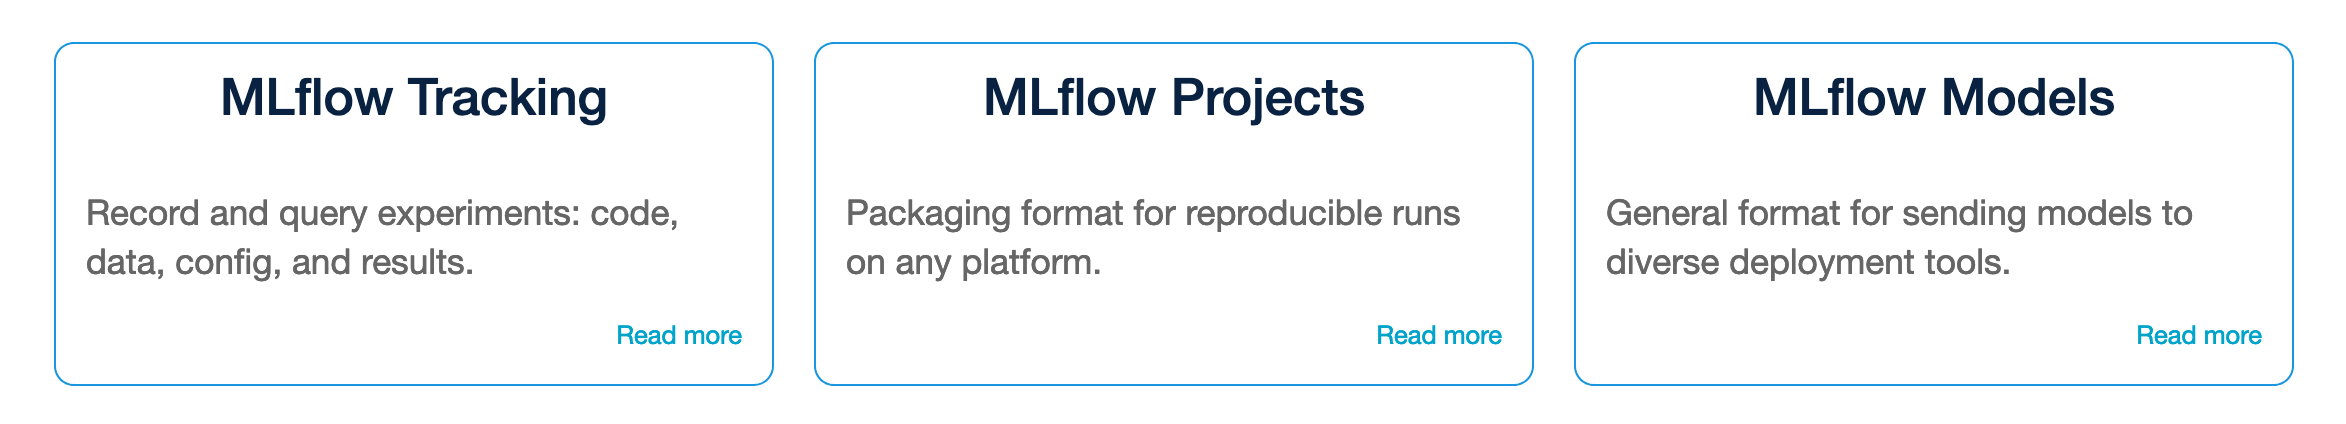 MLflow Tracking
Record and query experiments: code,
data, config, and results.
Read more
MLflow Projects
Packaging format for reproducible runs
on any platform.
Read more
MLflow Models
General format for sending models to
diverse deployment tools.
Read more